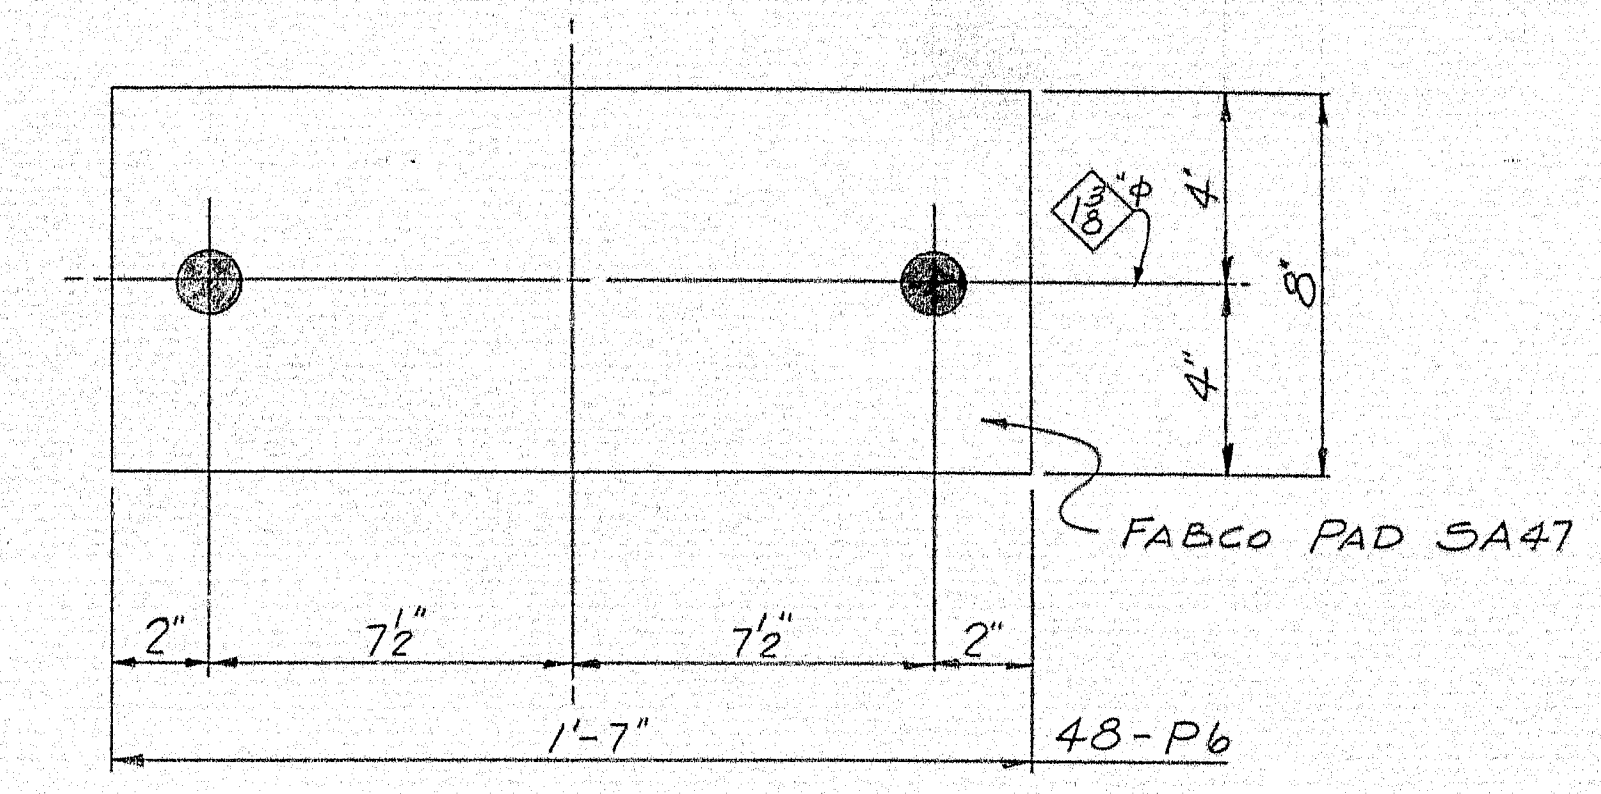 1 3/8"φ
4"
8"
4"
FABCO PAD SA47
2" 7 1/2" 7 1/2" 2"
1'-7" 48-P6